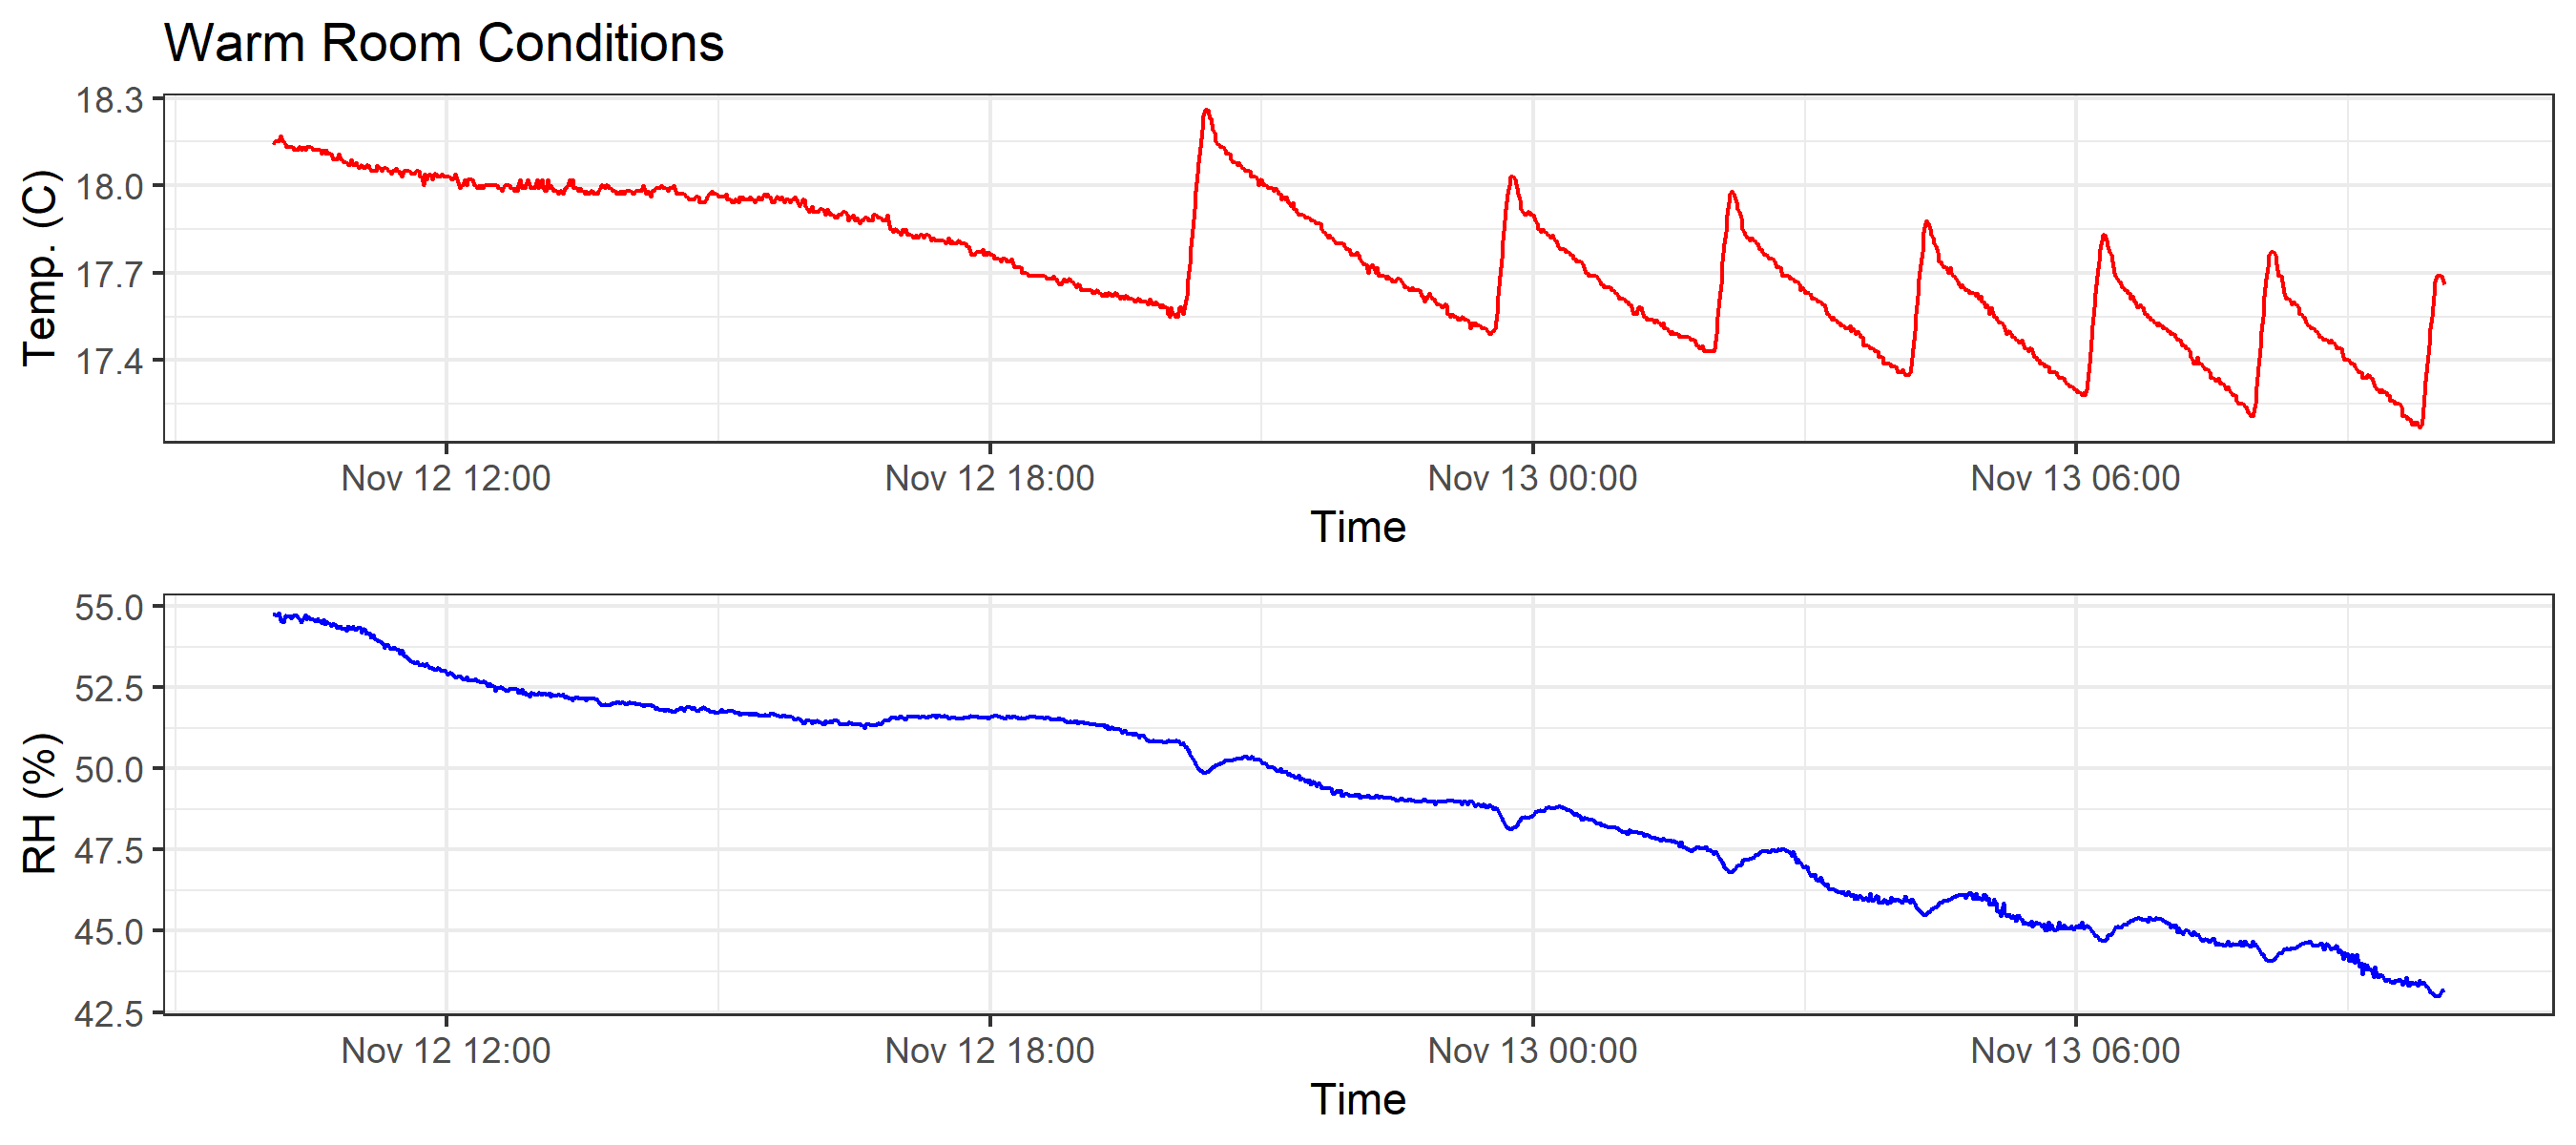 Warm Room Conditions
18.3
18.0
17.7
17.4
Temp. (C)
Nov 12 12:00 Nov 12 18:00 Nov 13 00:00 Nov 13 06:00
Time
55.0
52.5
50.0
47.5
45.0
42.5
RH (%)
Nov 12 12:00 Nov 12 18:00 Nov 13 00:00 Nov 13 06:00
Time